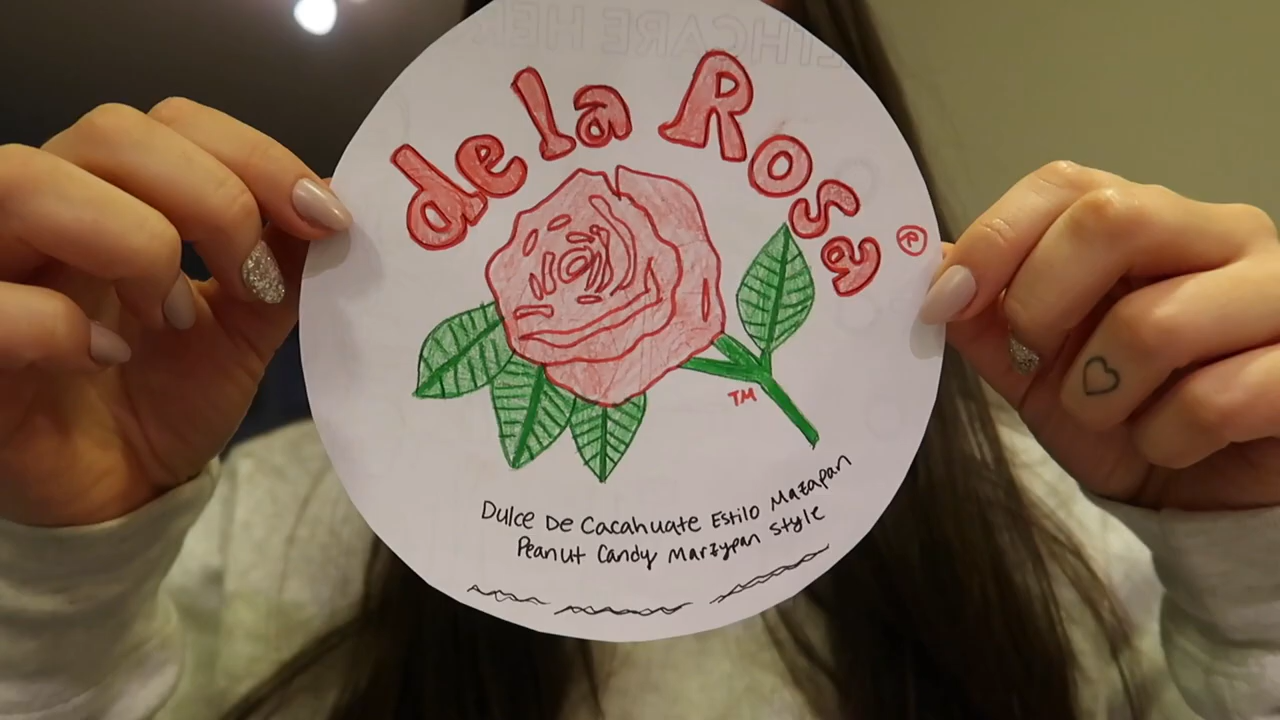 de la Rosa ®
TM
Dulce De Cacahuate Estilo Mazapan
Peanut Candy Marzypan Style